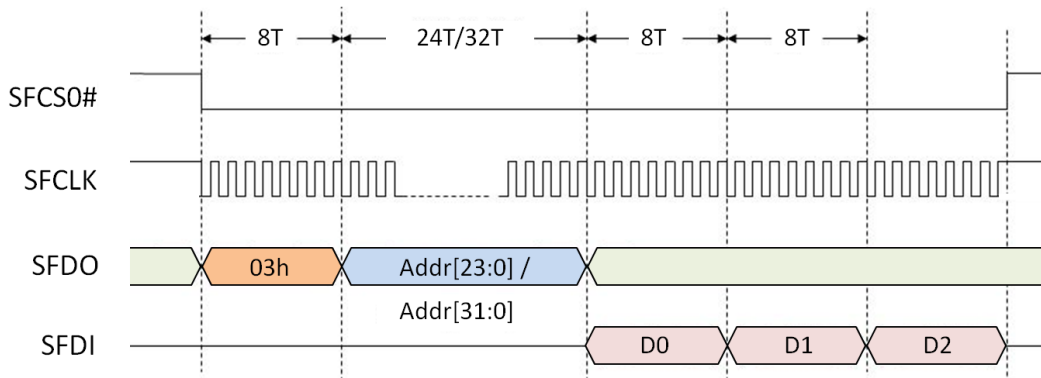 8T 24T/32T 8T 8T
SFCS0#
SFCLK
SFDO 03h Addr[23:0] /
Addr[31:0]
SFDI D0 D1 D2